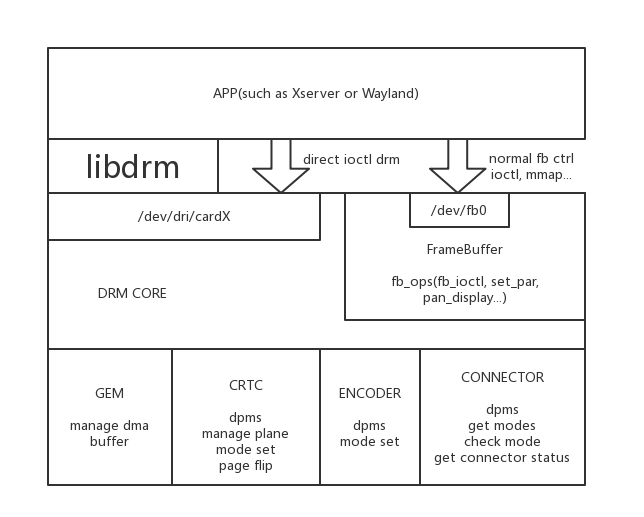 APP(such as Xserver or Wayland)
libdrm
direct ioctl drm
normal fb ctrl
ioctl, mmap...
/dev/dri/cardX
/dev/fb0
FrameBuffer
fb_ops(fb_ioctl, set_par,
pan_display...)
DRM CORE
GEM
manage dma
buffer
CRTC
dpms
manage plane
mode set
page flip
ENCODER
dpms
mode set
CONNECTOR
dpms
get modes
check mode
get connector status